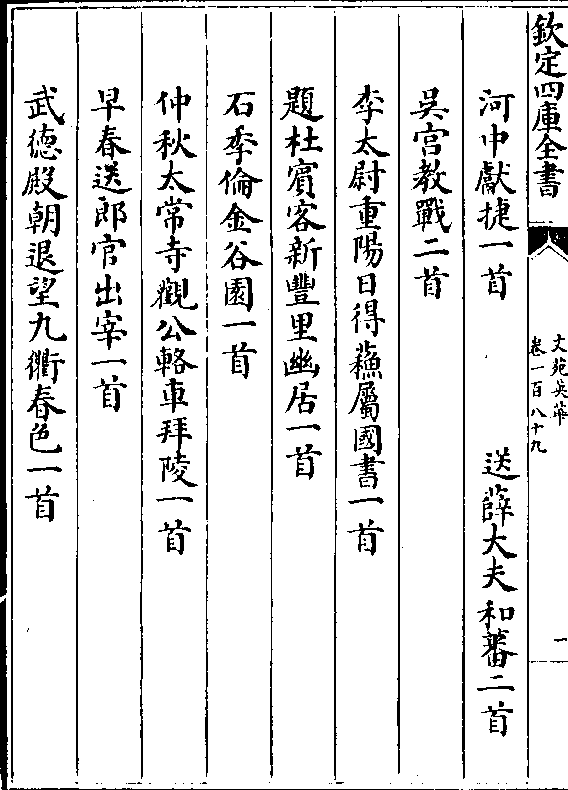 欽定四庫全書
文苑英華
卷一百八十九
一
河中獻捷一首
送薛大夫和蕃二首
吳宮教戰二首
李太尉重陽日得蘓屬國書一首
題杜賓客新豐里幽居一首
石季倫金谷園一首
仲秋太常寺觀公輅車拜陵一首
早春送郎官出宰一首
武德殿朝退望九衢春色一首